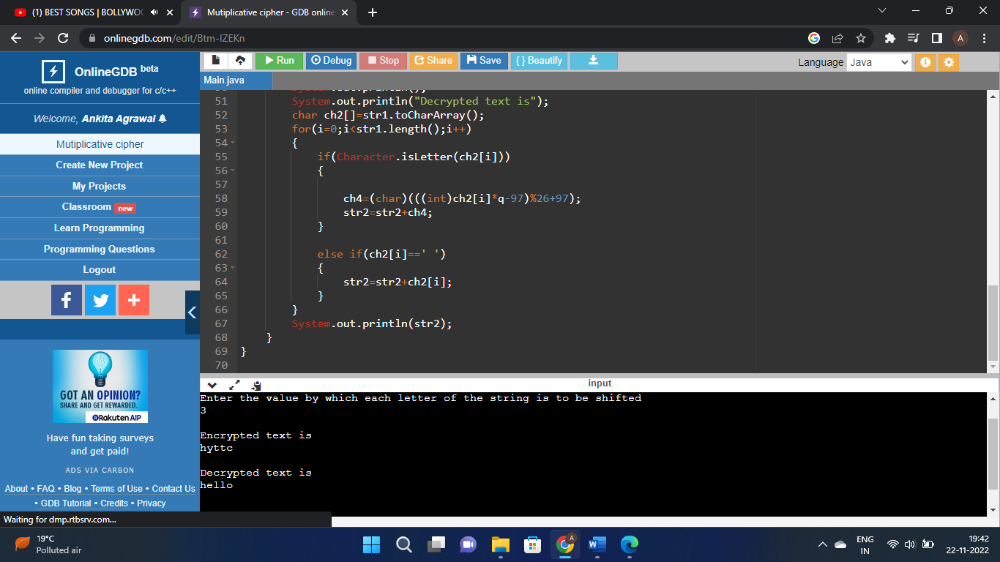 (1) BEST SONGS | BOLLYWO
Mutiplicative cipher - GDB online
onlinegdb.com/edit/Btm-IZEKn
A
OnlineGDB beta
online compiler and debugger for c/c++
Welcome, Ankita Agrawal
Mutiplicative cipher
Create New Project
My Projects
Classroom new
Learn Programming
Programming Questions
Logout
GOT AN OPINION?
SHARE AND GET REWARDED.
Rakuten AIP
Have fun taking surveys
and get paid!
ADS VIA CARBON
About • FAQ • Blog • Terms of Use • Contact Us
• GDB Tutorial • Credits • Privacy
Waiting for dmp.rtbsrv.com...
Run Debug Stop Share Save {} Beautify
Language Java
Main.java
51 System.out.println("Decrypted text is");
52 char ch2[]=str1.toCharArray();
53 for(i=0;i<str1.length();i++)
54 {
55 if(Character.isLetter(ch2[i]))
56 {
57
58 ch4=(char)(((int)ch2[i]*q-97)%26+97);
59 str2=str2+ch4;
60 }
61
62 else if(ch2[i]==' ')
63 {
64 str2=str2+ch2[i];
65 }
66 }
67 System.out.println(str2);
68 }
69 }
70
input
Enter the value by which each letter of the string is to be shifted
3
Encrypted text is
hyttc
Decrypted text is
hello
19°C
Polluted air
ENG
IN
19:42
22-11-2022